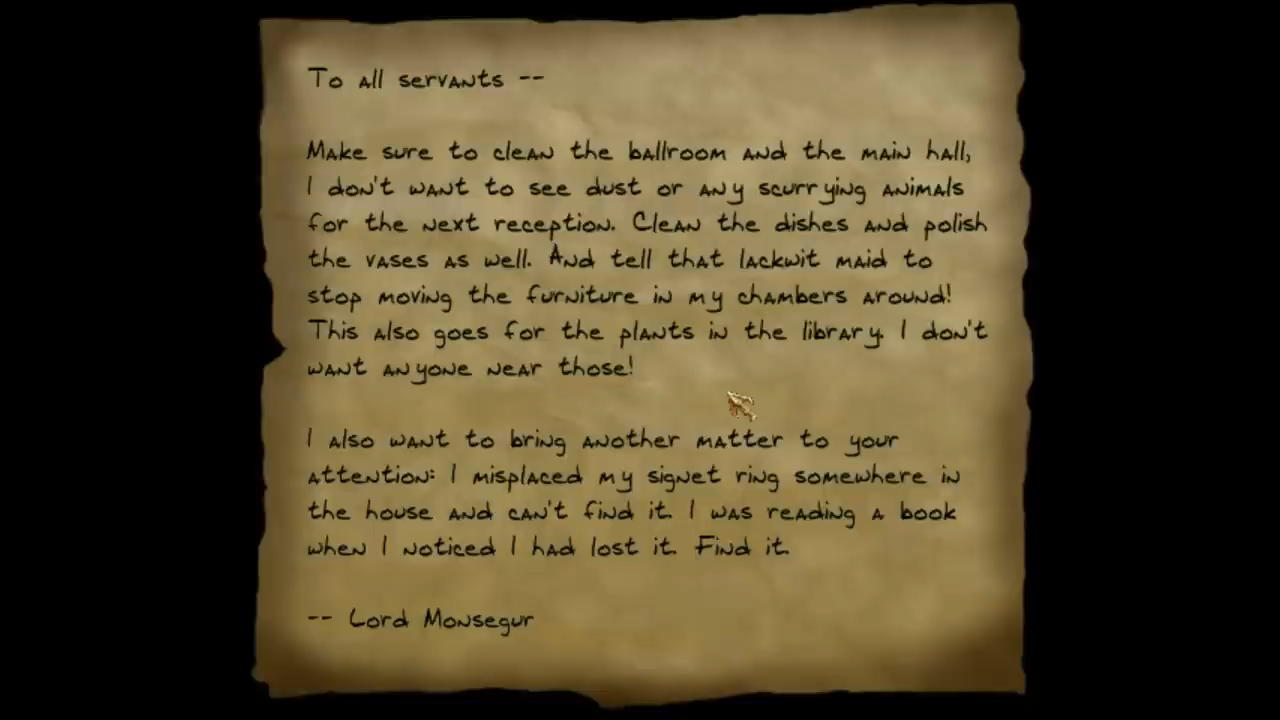 To all servants --
Make sure to clean the ballroom and the main hall,
I don't want to see dust or any scurrying animals
for the next reception. Clean the dishes and polish
the vases as well. And tell that lackwit maid to
stop moving the furniture in my chambers around!
This also goes for the plants in the library. I don't
want anyone near those!
I also want to bring another matter to your
attention: I misplaced my signet ring somewhere in
the house and can't find it. I was reading a book
when I noticed I had lost it. Find it.
-- Lord Monsegur